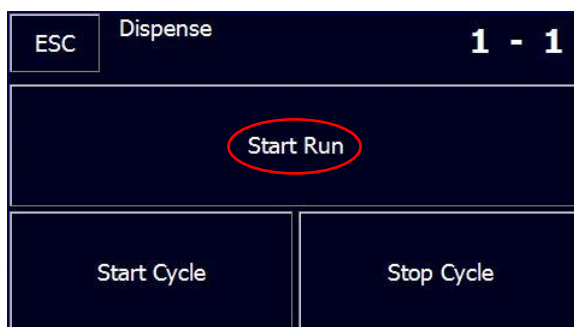 ESC Dispense 1 - 1
Start Run
Start Cycle Stop Cycle